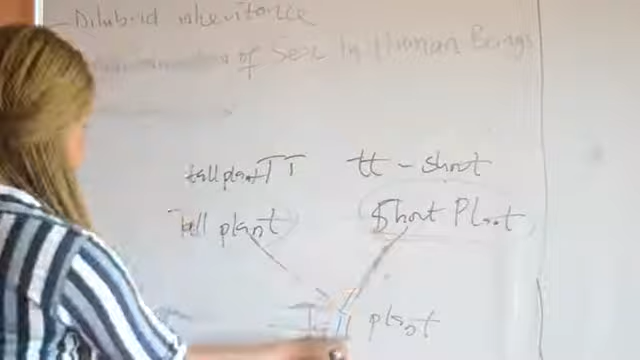 - Dihybrid inheritance
of Sex In Human Beings
tall plant TT tt - short
Tall plant Short Plant
plant